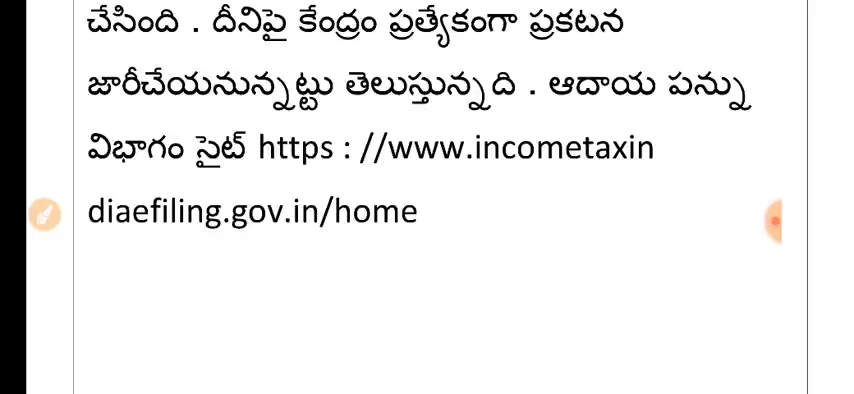 చేసింది . దీనిపై కేంద్రం ప్రత్యేకంగా ప్రకటన
జారీచేయనున్నట్టు తెలుస్తున్నది . ఆదాయ పన్ను
విభాగం సైట్ https : //www.incometaxin
diaefiling.gov.in/home